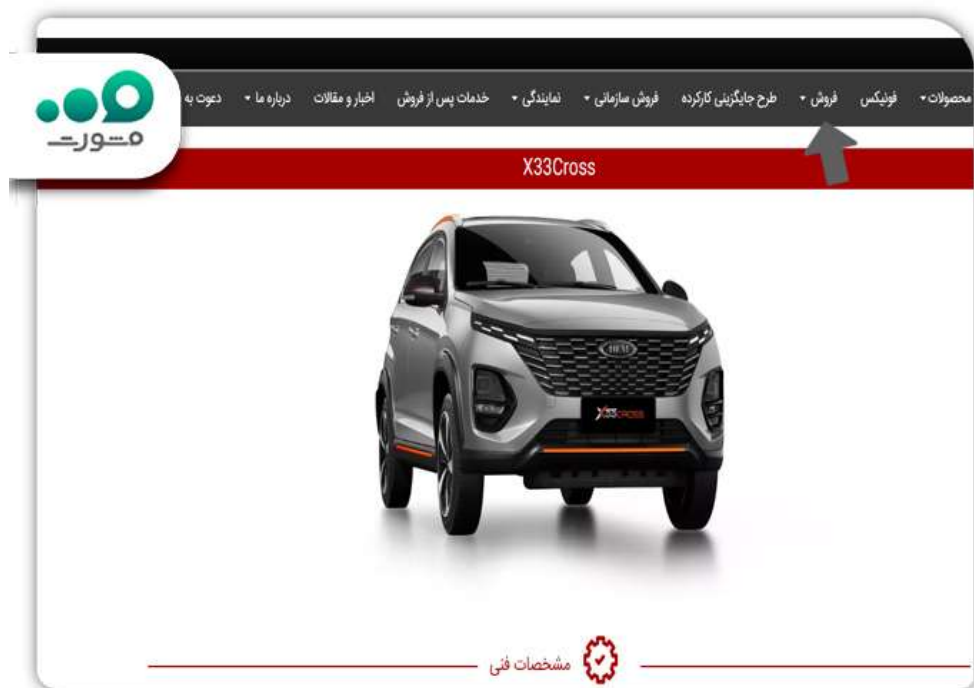 محصولات فونیکس فروش طرح جایگزینی کارکرده فروش سازمانی نمایندگی خدمات پس از فروش اخبار و مقالات درباره ما دعوت به
مشورت
X33Cross
X33CROSS
مشخصات فنی